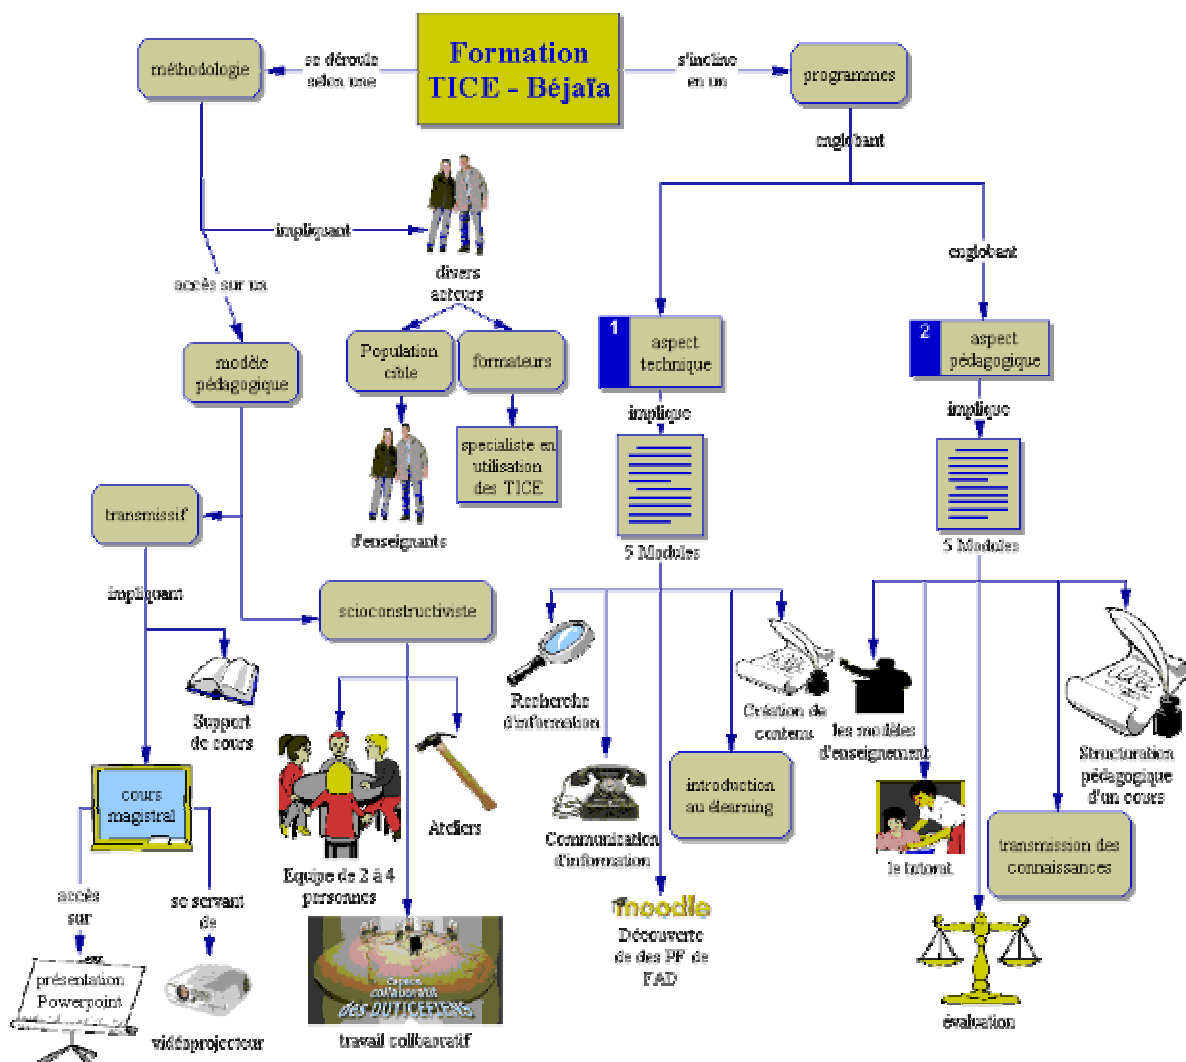 Formation
TICE - Béjaïa
méthodologie
se déroule
selon une
s'incline
en un
programmes
englobant
impliquant
divers
acteurs
accès sur un
englobant
modèle
pédagogique
Population
cible
formateurs
1
aspect
technique
2
aspect
pédagogique
implique
implique
specialiste en
utilisation
des TICE
d'enseignants
transmissif
5 Modules
5 Modules
impliquant
scioconstructiviste
Support
de cours
Recherche
d'information
Création de
contenu
les modèles
d'enseignement
Structuration
pédagogique
d'un cours
cours
magistral
Ateliers
Communication
d'information
introduction
au élearning
le tutorat
transmission des
connaissances
Equipe de 2 à 4
personnes
accès
sur
se servant
de
moodle
Découverte
de des PF de
FAD
présentation
Powerpoint
vidéoprojecteur
Espace
collaboratif
travail collbaratif
évaluation